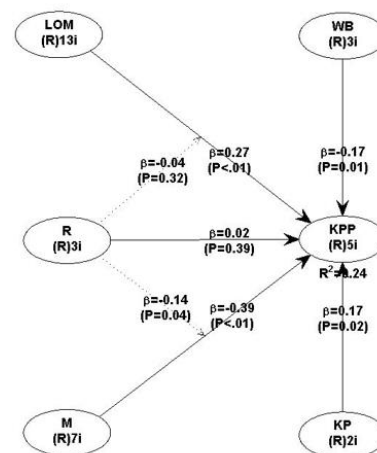 LOM
(R)13i
WB
(R)3i
β=-0.04
(P=0.32)
β=0.27
(P<.01)
β=-0.17
(P=0.01)
R
(R)3i
β=0.02
(P=0.39)
KPP
(R)5i
R²=0.24
β=-0.14
(P=0.04)
β=-0.39
(P<.01)
β=0.17
(P=0.02)
M
(R)7i
KP
(R)2i